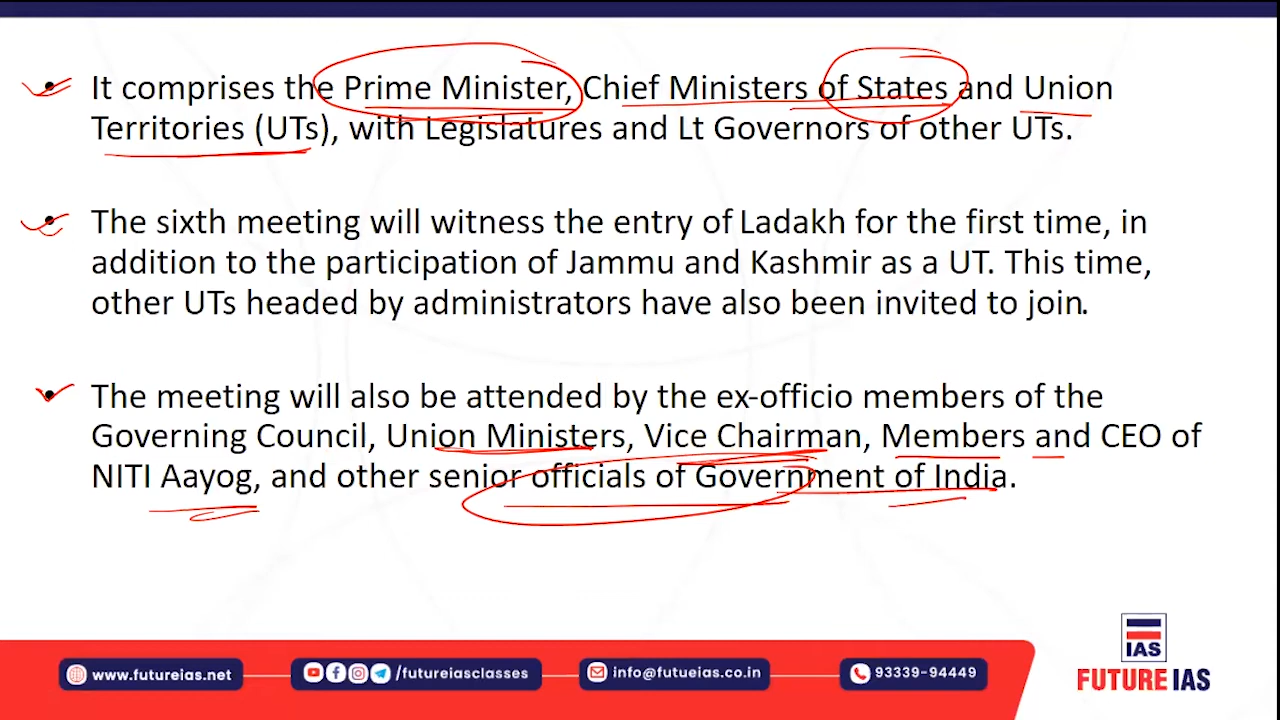 It comprises the Prime Minister, Chief Ministers of States and Union
Territories (UTs), with Legislatures and Lt Governors of other UTs.
The sixth meeting will witness the entry of Ladakh for the first time, in
addition to the participation of Jammu and Kashmir as a UT. This time,
other UTs headed by administrators have also been invited to join.
The meeting will also be attended by the ex-officio members of the
Governing Council, Union Ministers, Vice Chairman, Members and CEO of
NITI Aayog, and other senior officials of Government of India.
IAS
FUTURE IAS
www.futureias.net
/futureiasclasses
info@futueias.co.in
93339-94449